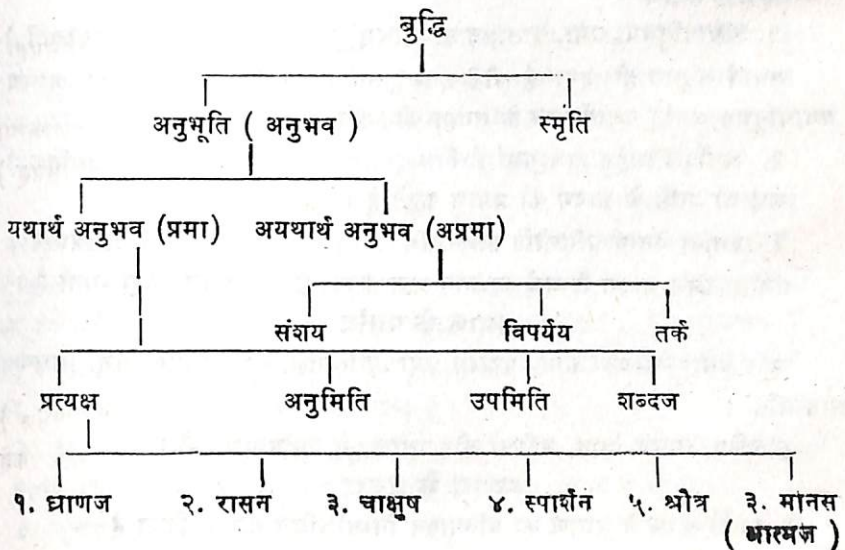 बुद्धि
अनुभूति ( अनुभव )   स्मृति
यथार्थ अनुभव (प्रमा)   अयथार्थ अनुभव (अप्रमा)
संशय   विपर्यय   तर्क
प्रत्यक्ष   अनुमिति   उपमिति   शब्दज
१. घ्राणज   २. रासन   ३. चाक्षुष   ४. स्पार्शन   ५. श्रौत्र   ३. मानस
( आत्मज )